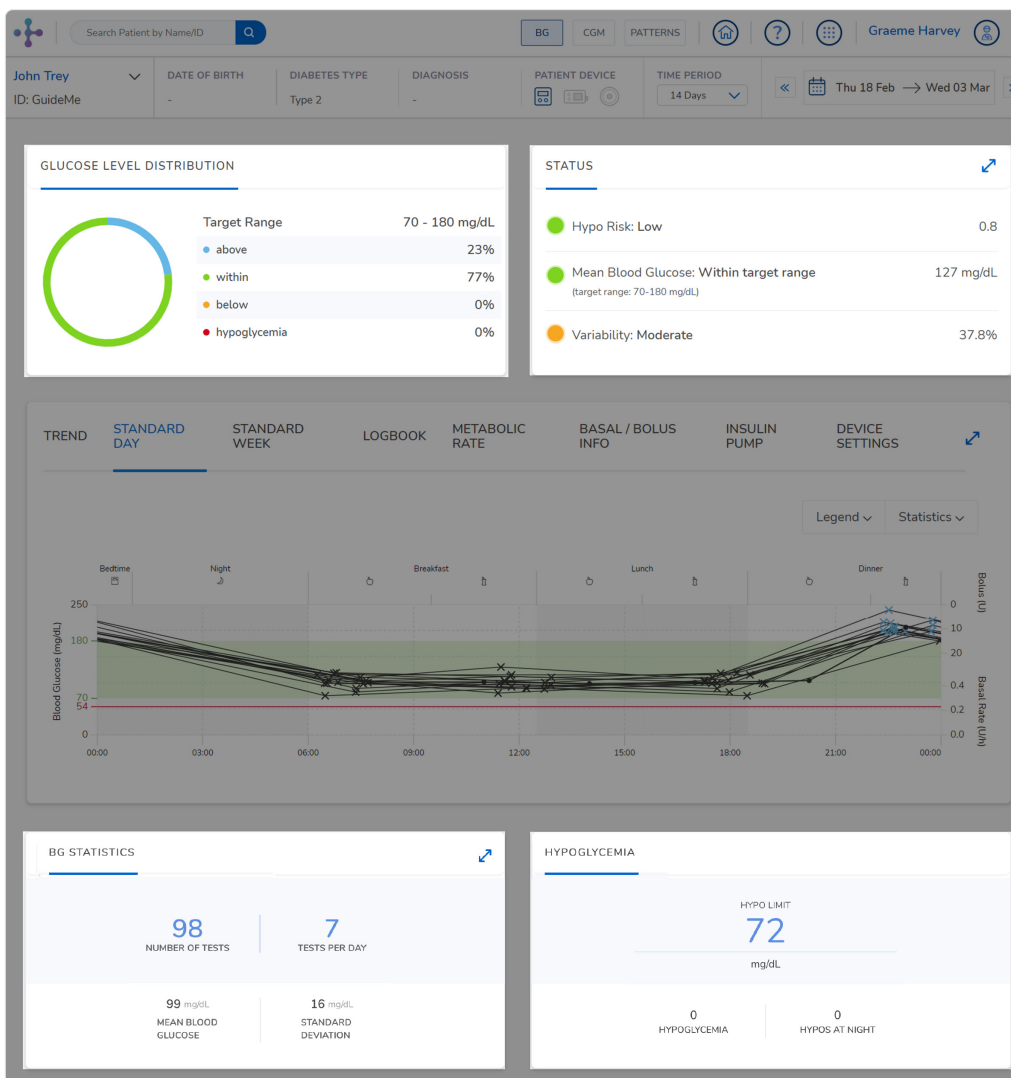 Search Patient by Name/ID
BG CGM PATTERNS ? Graeme Harvey
John Trey DATE OF BIRTH DIABETES TYPE DIAGNOSIS PATIENT DEVICE TIME PERIOD
ID: GuideMe - Type 2 - 14 Days « Thu 18 Feb → Wed 03 Mar
GLUCOSE LEVEL DISTRIBUTION
Target Range 70 - 180 mg/dL
above 23%
within 77%
below 0%
hypoglycemia 0%
STATUS
Hypo Risk: Low 0.8
Mean Blood Glucose: Within target range 127 mg/dL
(target range: 70-180 mg/dL)
Variability: Moderate 37.8%
TREND
STANDARD
DAY
STANDARD
WEEK
LOGBOOK
METABOLIC
RATE
BASAL / BOLUS
INFO
INSULIN
PUMP
DEVICE
SETTINGS
Legend Statistics
Bedtime Night Breakfast Lunch Dinner
Blood Glucose (mg/dL)
250
180
70
54
0
Bolus (U)
0
10
20
Basal Rate (U/h)
0.4
0.2
0.0
00:00 03:00 06:00 09:00 12:00 15:00 18:00 21:00 00:00
BG STATISTICS
98 7
NUMBER OF TESTS TESTS PER DAY
99 mg/dL 16 mg/dL
MEAN BLOOD
GLUCOSE
STANDARD
DEVIATION
HYPOGLYCEMIA
HYPO LIMIT
72
mg/dL
0 0
HYPOGLYCEMIA HYPOS AT NIGHT